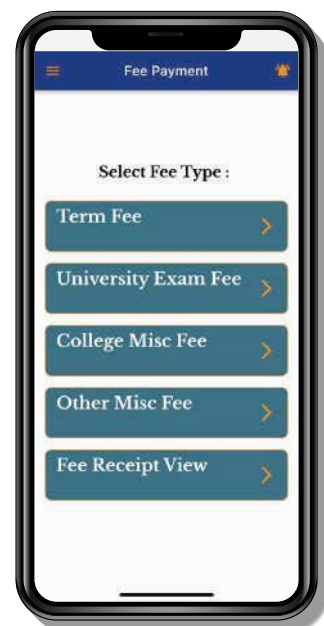 Fee Payment
Select Fee Type :
Term Fee
University Exam Fee
College Misc Fee
Other Misc Fee
Fee Receipt View